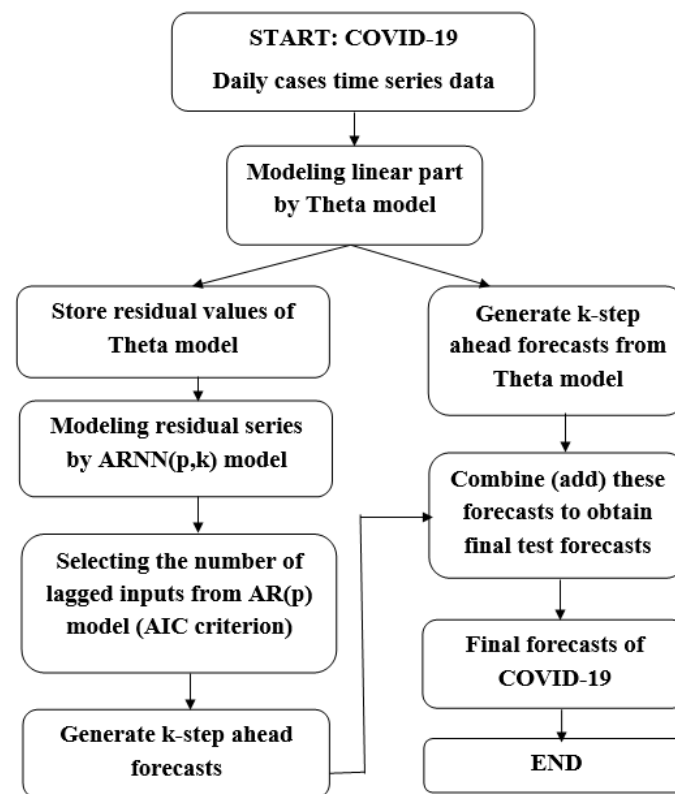 START: COVID-19
Daily cases time series data
Modeling linear part
by Theta model
Store residual values of
Theta model
Modeling residual series
by ARNN(p,k) model
Selecting the number of
lagged inputs from AR(p)
model (AIC criterion)
Generate k-step ahead
forecasts
Generate k-step
ahead forecasts from
Theta model
Combine (add) these
forecasts to obtain
final test forecasts
Final forecasts of
COVID-19
END